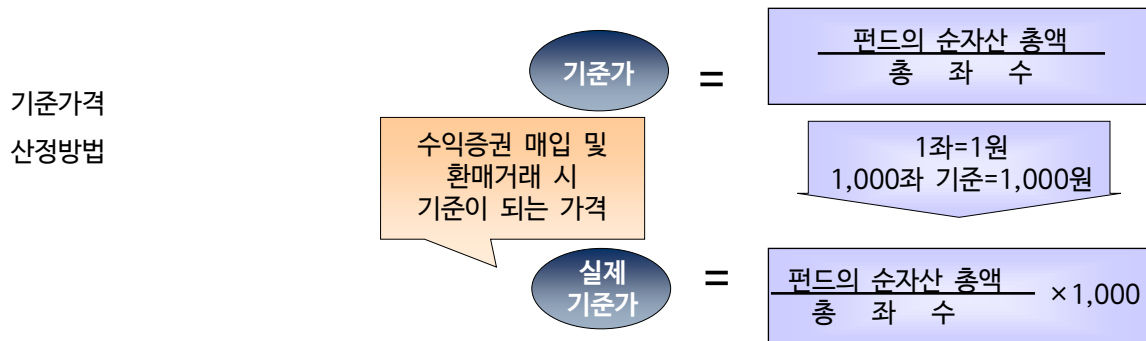 기준가격
산정방법
기준가
=
펀드의 순자산 총액
총 좌 수
수익증권 매입 및
환매거래 시
기준이 되는 가격
1좌=1원
1,000좌 기준=1,000원
실제
기준가
=
펀드의 순자산 총액
총 좌 수
×1,000